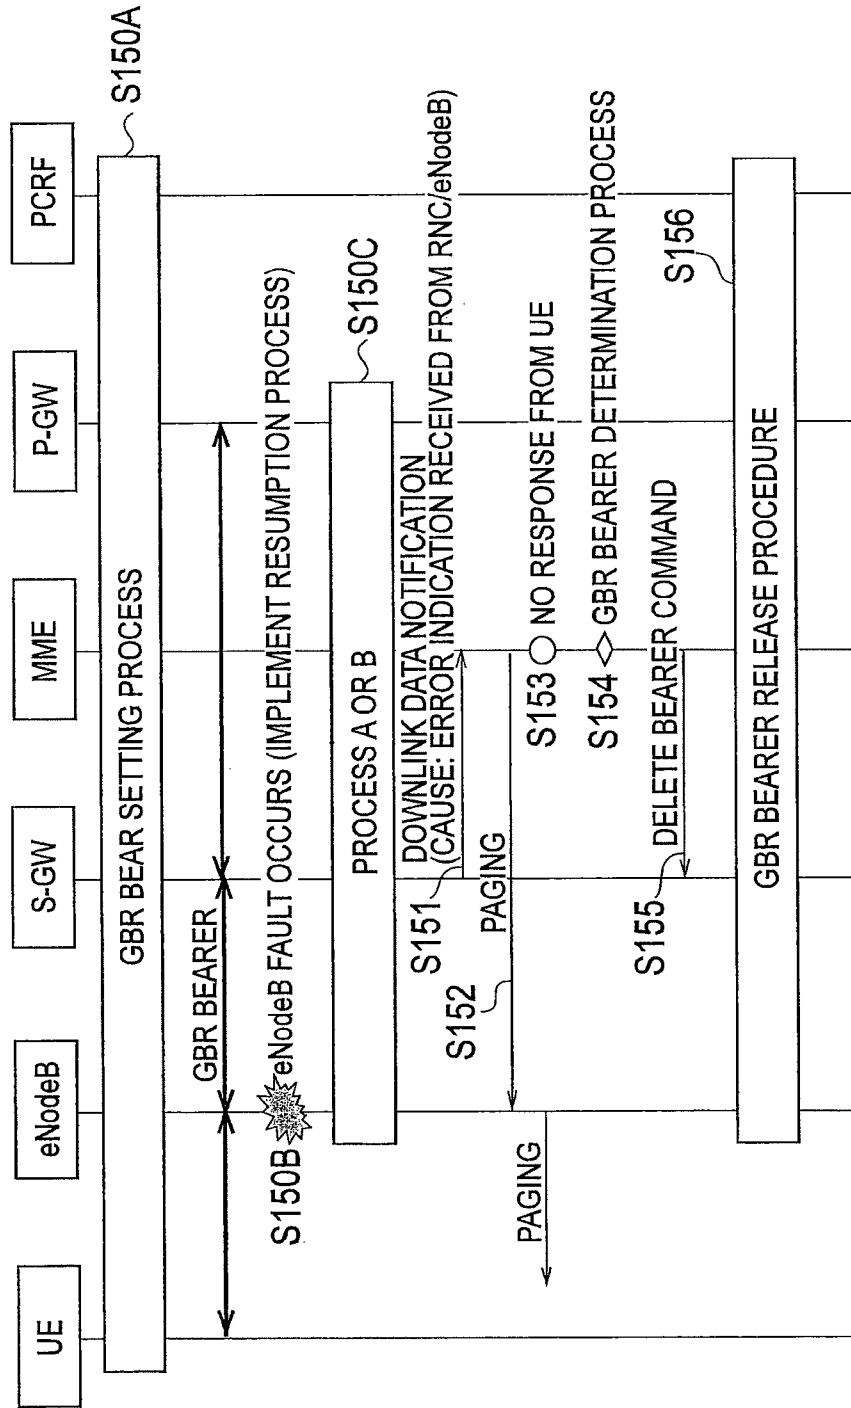 UE
eNodeB
S-GW
MME
P-GW
PCRF
GBR BEAR SETTING PROCESS
S150A
GBR BEARER
S150B
eNodeB FAULT OCCURS (IMPLEMENT RESUMPTION PROCESS)
PROCESS A OR B
S150C
DOWNLINK DATA NOTIFICATION
(CAUSE: ERROR INDICATION RECEIVED FROM RNC/eNodeB)
S151
PAGING
S152
PAGING
S153
NO RESPONSE FROM UE
S154
GBR BEARER DETERMINATION PROCESS
DELETE BEARER COMMAND
S155
S156
GBR BEARER RELEASE PROCEDURE